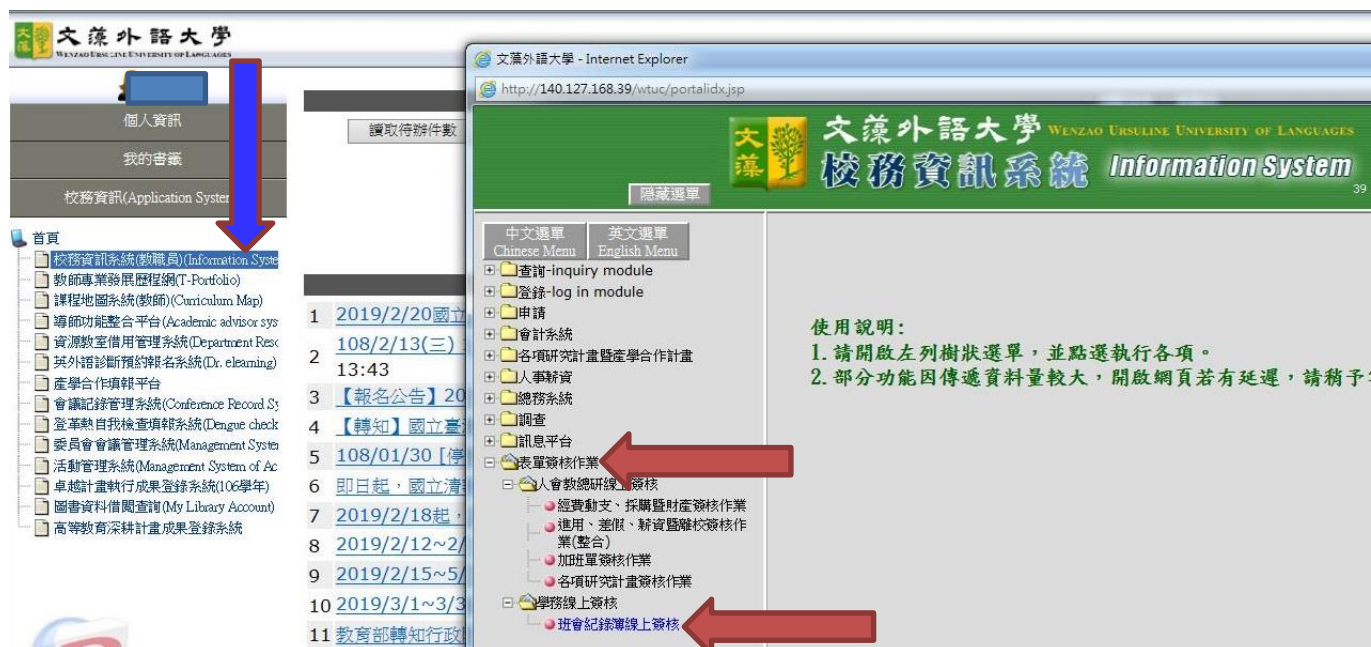 文藻外語大學
WENZAO URSULINE UNIVERSITY OF LANGUAGES
個人資訊
我的書籤
校務資訊(Application System
首頁
校務資訊系統(教職員)(Information Syste
教師專業發展歷程網(T-Portfolio)
課程地圖系統(教師)(Curriculum Map)
導師功能整合平台(Academic advisor sys
資源教室借用管理系統(Department Res
英外語診斷預約報名系統(Dr. elearning)
產學合作填報平台
會議記錄管理系統(Conference Record Sy
登革熱自我檢查填報系統(Dengue check
委員會會議管理系統(Management System
活動管理系統(Management System of Ac
卓越計畫執行成果登錄系統(106學年)
圖書資料借閱查詢(My Library Account)
高等教育深耕計畫成果登錄系統
讀取待辦件數
1 2019/2/20國立
2 108/2/13(三)
13:43
3 【報名公告】20
4 【轉知】國立臺
5 108/01/30 [停
6 即日起，國立清
7 2019/2/18起，
8 2019/2/12~2/
9 2019/2/15~5/
10 2019/3/1~3/3
11 教育部轉知行政
文藻外語大學 - Internet Explorer
http://140.127.168.39/wtuc/portalidx.jsp
文藻
文藻外語大學 WENZAO URSULINE UNIVERSITY OF LANGUAGES
校務資訊系統 Information System
39
隱藏選單
中文選單
Chinese Menu
英文選單
English Menu
查詢-inquiry module
登錄-log in module
申請
會計系統
各項研究計畫暨產學合作計畫
人事薪資
總務系統
調查
訊息平台
表單簽核作業
人會教總研線上簽核
經費動支、採購暨財產簽核作業
進用、差假、薪資暨離校簽核作
業(整合)
加班單簽核作業
各項研究計畫簽核作業
學務線上簽核
班會紀錄簿線上簽核
使用說明:
1.請開啟左列樹狀選單，並點選執行各項。
2.部分功能因傳遞資料量較大，開啟網頁若有延遲，請稍予